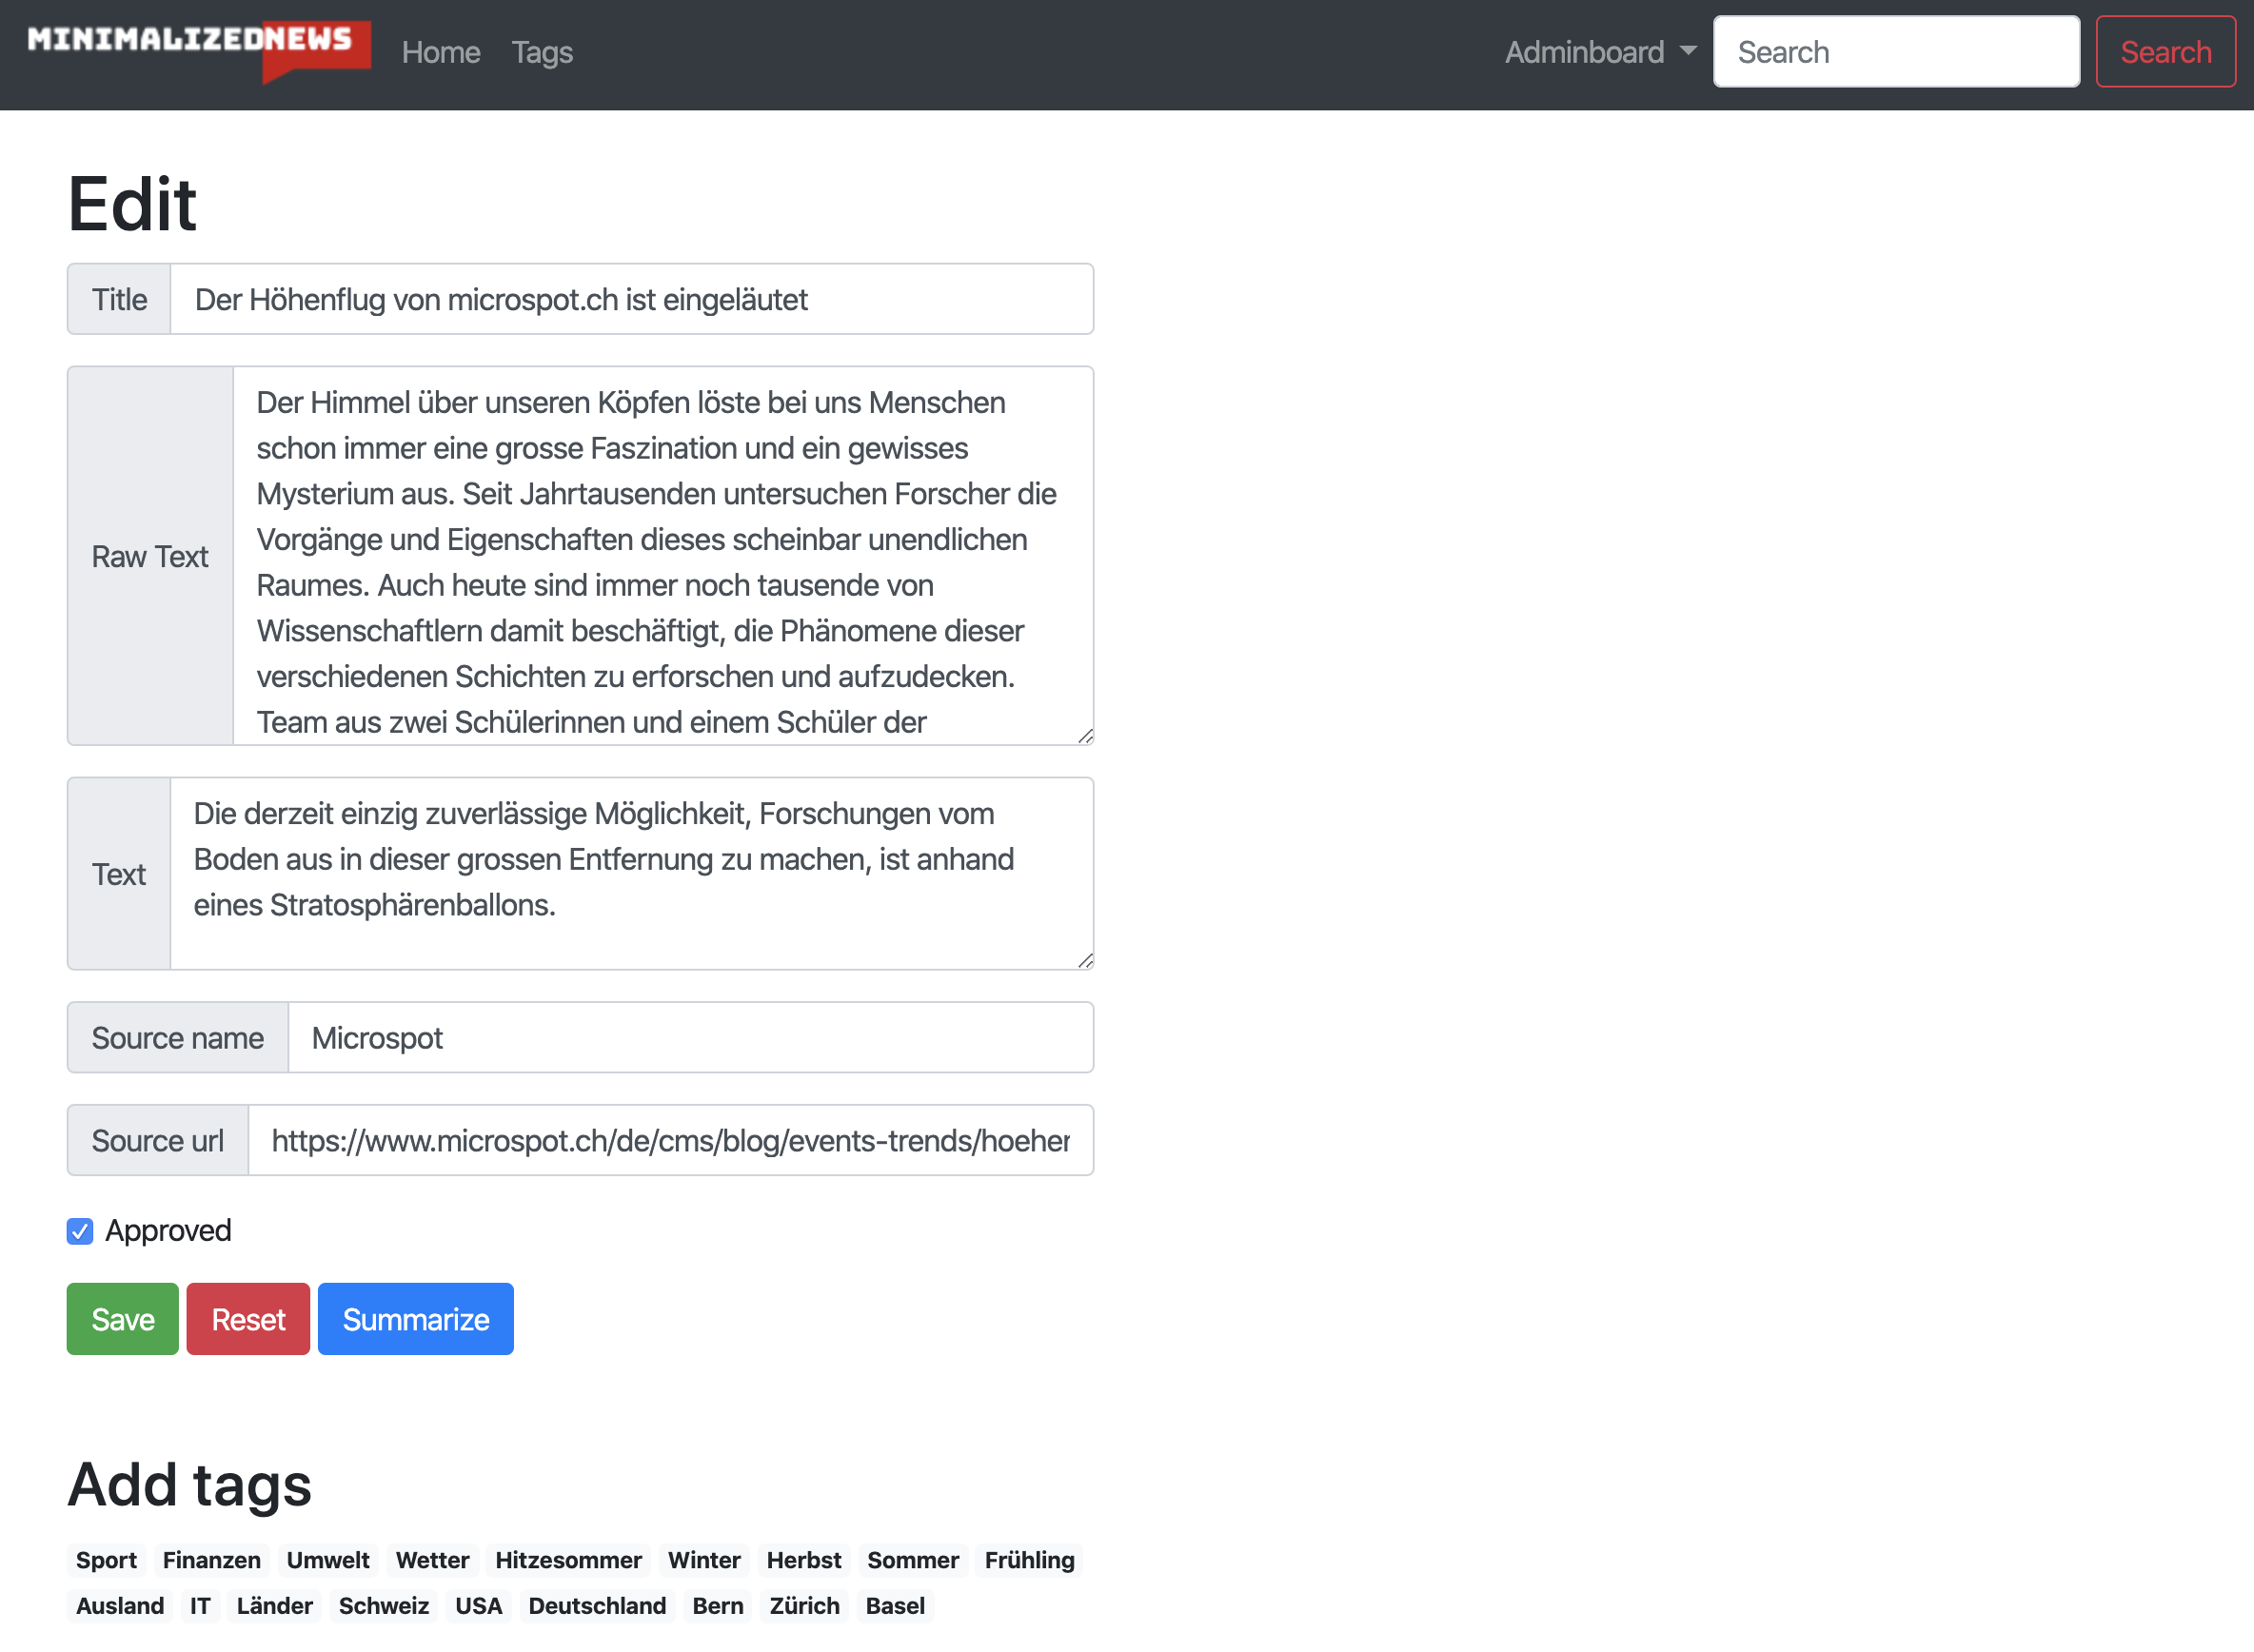 MINIMALIZEDNEWS Home Tags Adminboard Search Search
Edit
Title Der Höhenflug von microspot.ch ist eingeläutet
Raw Text
Der Himmel über unseren Köpfen löste bei uns Menschen
schon immer eine grosse Faszination und ein gewisses
Mysterium aus. Seit Jahrtausenden untersuchen Forscher die
Vorgänge und Eigenschaften dieses scheinbar unendlichen
Raumes. Auch heute sind immer noch tausende von
Wissenschaftlern damit beschäftigt, die Phänomene dieser
verschiedenen Schichten zu erforschen und aufzudecken.
Team aus zwei Schülerinnen und einem Schüler der
Text
Die derzeit einzig zuverlässige Möglichkeit, Forschungen vom
Boden aus in dieser grossen Entfernung zu machen, ist anhand
eines Stratosphärenballons.
Source name Microspot
Source url https://www.microspot.ch/de/cms/blog/events-trends/hoeher
Approved
Save Reset Summarize
Add tags
Sport Finanzen Umwelt Wetter Hitzesommer Winter Herbst Sommer Frühling
Ausland IT Länder Schweiz USA Deutschland Bern Zürich Basel